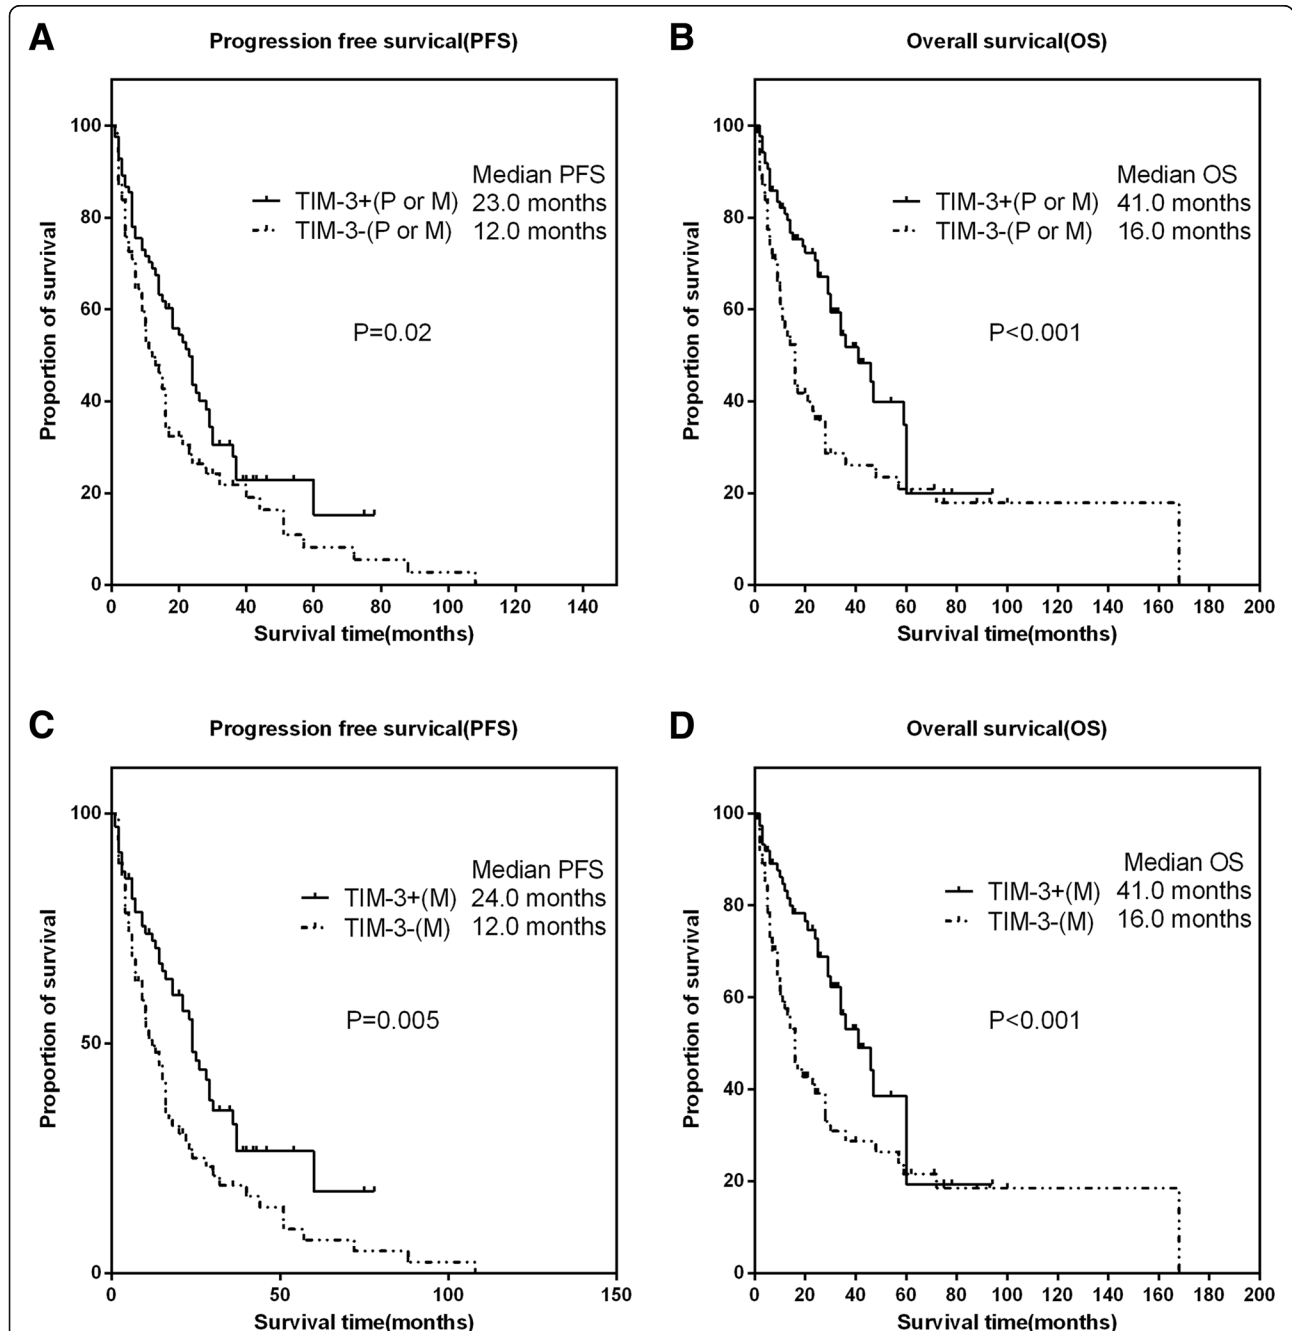 A
Progression free survical(PFS)
Proportion of survival
100
80
60
40
20
0
Median PFS
TIM-3+(P or M) 23.0 months
TIM-3-(P or M) 12.0 months
P=0.02
0 20 40 60 80 100 120 140
Survival time(months)
B
Overall survical(OS)
Proportion of survival
100
80
60
40
20
0
Median OS
TIM-3+(P or M) 41.0 months
TIM-3-(P or M) 16.0 months
P<0.001
0 20 40 60 80 100 120 140 160 180 200
Survival time(months)
C
Progression free survical(PFS)
Proportion of survival
100
50
0
Median PFS
TIM-3+(M) 24.0 months
TIM-3-(M) 12.0 months
P=0.005
0 50 100 150
Survival time(months)
D
Overall survical(OS)
Proportion of survival
100
80
60
40
20
0
Median OS
TIM-3+(M) 41.0 months
TIM-3-(M) 16.0 months
P<0.001
0 20 40 60 80 100 120 140 160 180 200
Survival time(months)